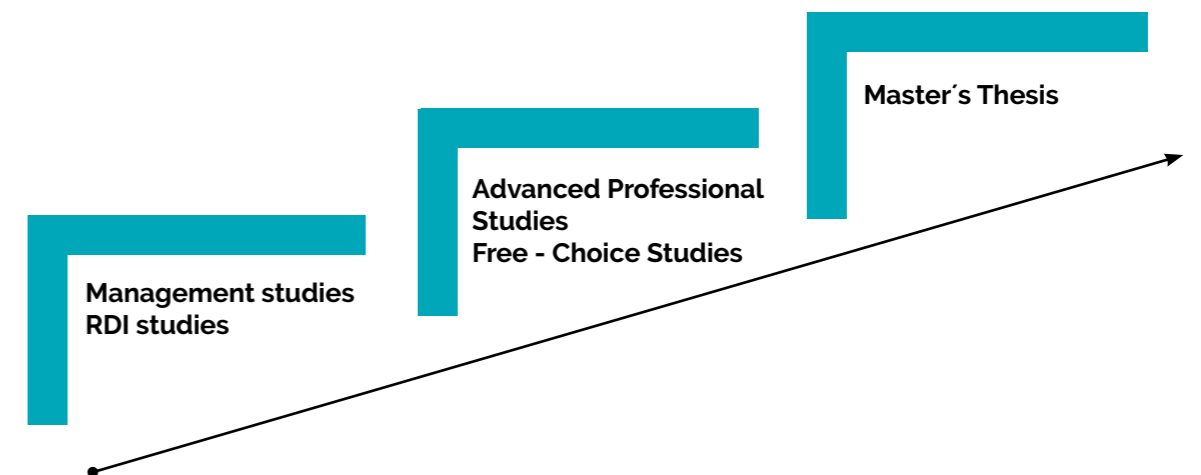 Master´s Thesis
Advanced Professional
Studies
Free - Choice Studies
Management studies
RDI studies